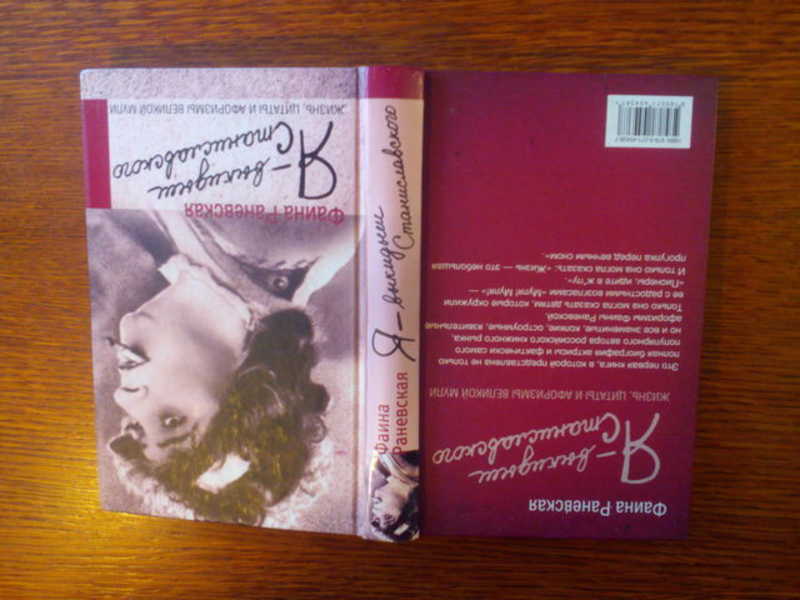 Фаина Раневская
Я –выкидыш
Станиславского
ЖИЗНЬ, ЦИТАТЫ И АФОРИЗМЫ ВЕЛИКОЙ МУЛИ
Это первая книга, в которой представлена не только
полная биография актрисы и фактически самого
популярного автора российского книжного рынка,
но и все знаменитые, колкие, остроумные, язвительные
афоризмы Фаины Раневской.
Только она могла сказать детям, которые окружили
ее с радостными возгласами «Муля! Муля!» —
«Пионеры, идите в ж*пу».
И только она могла сказать: «Жизнь — это небольшая
прогулка перед вечным сном».
ISBN
Фаина
Раневская
Я –выкидыш
Станиславского
Фаина Раневская
Я –выкидыш
Станиславского
ЖИЗНЬ, ЦИТАТЫ И АФОРИЗМЫ ВЕЛИКОЙ МУЛИ